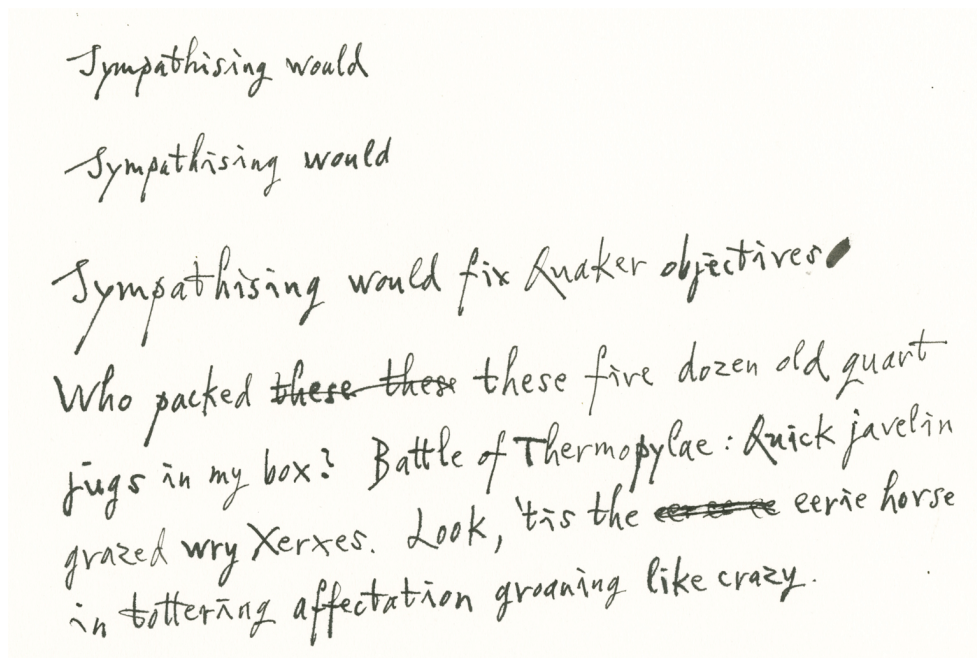 Sympathising would
Sympathising would
Sympathising would fix Quaker objectives
Who packed these these these five dozen old quart
jugs in my box? Battle of Thermopylae: Quick javelin
grazed wry Xerxes. Look, 'tis the eerie horse
in tottering affectation groaning like crazy.